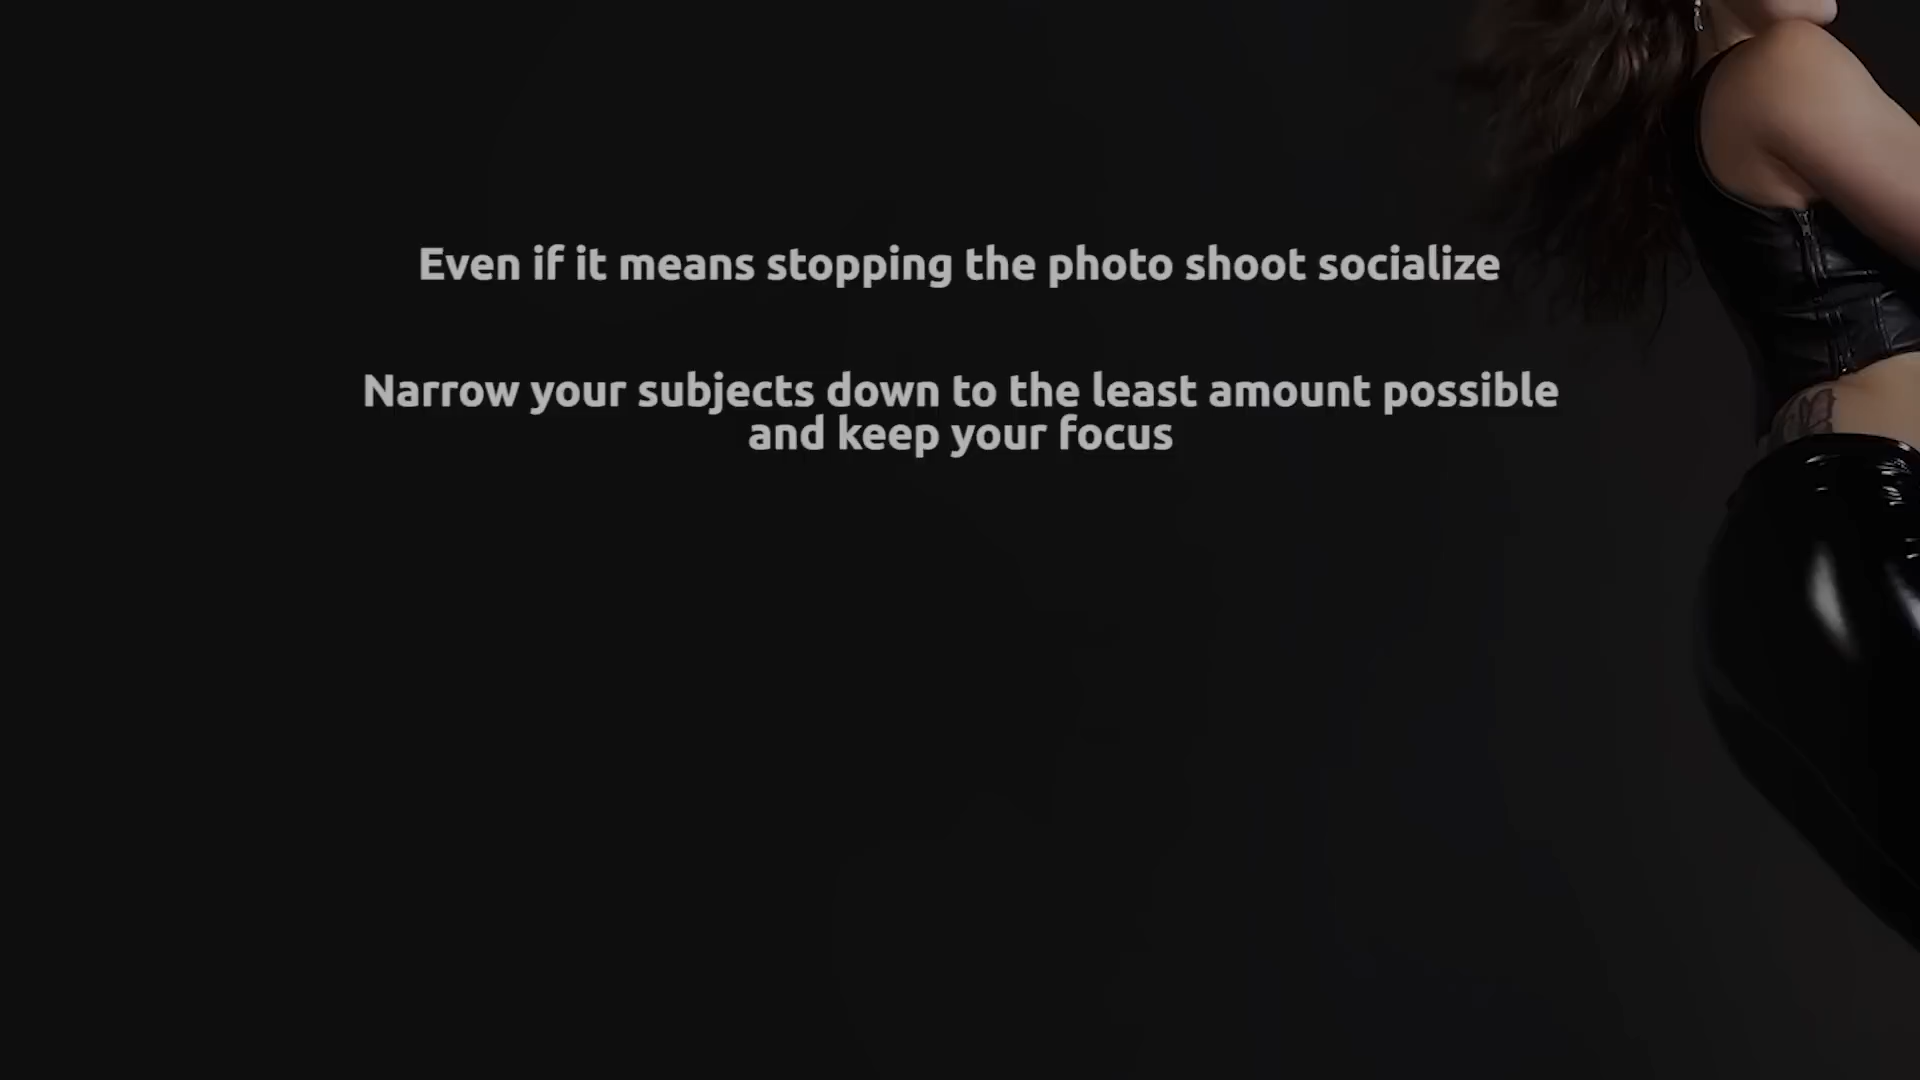 Even if it means stopping the photo shoot socialize
Narrow your subjects down to the least amount possible
and keep your focus